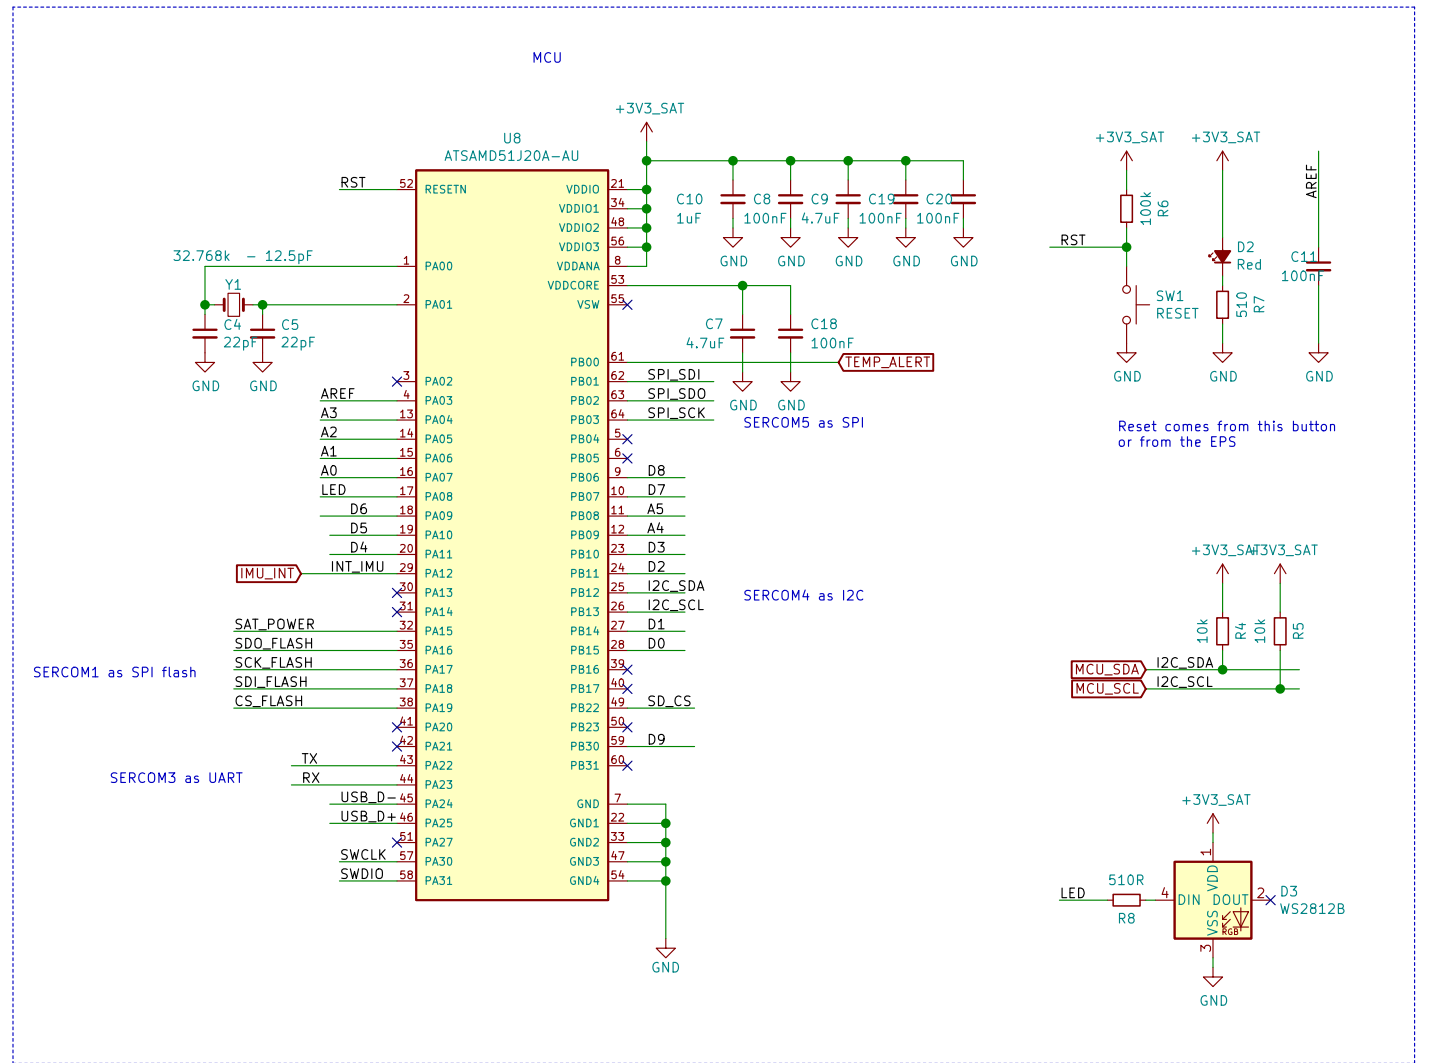 MCU
+3V3_SAT
U8
ATSAMD51J20A-AU
RST
52
RESETN
32.768k - 12.5pF
1
PA00
Y1
2
PA01
C4
22pF
C5
22pF
GND
GND
3
PA02
AREF
4
PA03
A3
13
PA04
A2
14
PA05
A1
15
PA06
A0
16
PA07
LED
17
PA08
D6
18
PA09
D5
19
PA10
D4
20
PA11
IMU_INT
INT_IMU
29
PA12
30
PA13
31
PA14
SAT_POWER
32
PA15
SDO_FLASH
35
PA16
SERCOM1 as SPI flash
SCK_FLASH
36
PA17
SDI_FLASH
37
PA18
CS_FLASH
38
PA19
41
PA20
42
PA21
TX
43
PA22
SERCOM3 as UART
RX
44
PA23
USB_D-
45
PA24
USB_D+
46
PA25
51
PA27
SWCLK
57
PA30
SWDIO
58
PA31
VDDIO
21
VDDIO1
34
VDDIO2
48
VDDIO3
56
VDDANA
8
VDDCORE
53
VSW
55
C10
1uF
C8
100nF
C9
4.7uF
C19
100nF
C20
100nF
GND
GND
GND
GND
GND
C7
4.7uF
C18
100nF
GND
GND
PB00
61
TEMP_ALERT
PB01
62
SPI_SDI
PB02
63
SPI_SDO
PB03
64
SPI_SCK
SERCOM5 as SPI
PB04
5
PB05
6
PB06
9
D8
PB07
10
D7
PB08
11
A5
PB09
12
A4
PB10
23
D3
PB11
24
D2
PB12
25
I2C_SDA
SERCOM4 as I2C
PB13
26
I2C_SCL
PB14
27
D1
PB15
28
D0
PB16
39
PB17
40
PB22
49
SD_CS
PB23
50
PB30
59
D9
PB31
60
GND
7
GND1
22
GND2
33
GND3
47
GND4
54
GND
+3V3_SAT
100k
R6
RST
SW1
RESET
GND
+3V3_SAT
D2
Red
510
R7
GND
AREF
C11
100nF
GND
Reset comes from this button
or from the EPS
+3V3_SAT
+3V3_SAT
10k
R4
10k
R5
MCU_SDA
I2C_SDA
MCU_SCL
I2C_SCL
+3V3_SAT
1
VDD
LED
510R
R8
4
DIN
DOUT
2
D3
WS2812B
RGB
VSS
3
GND